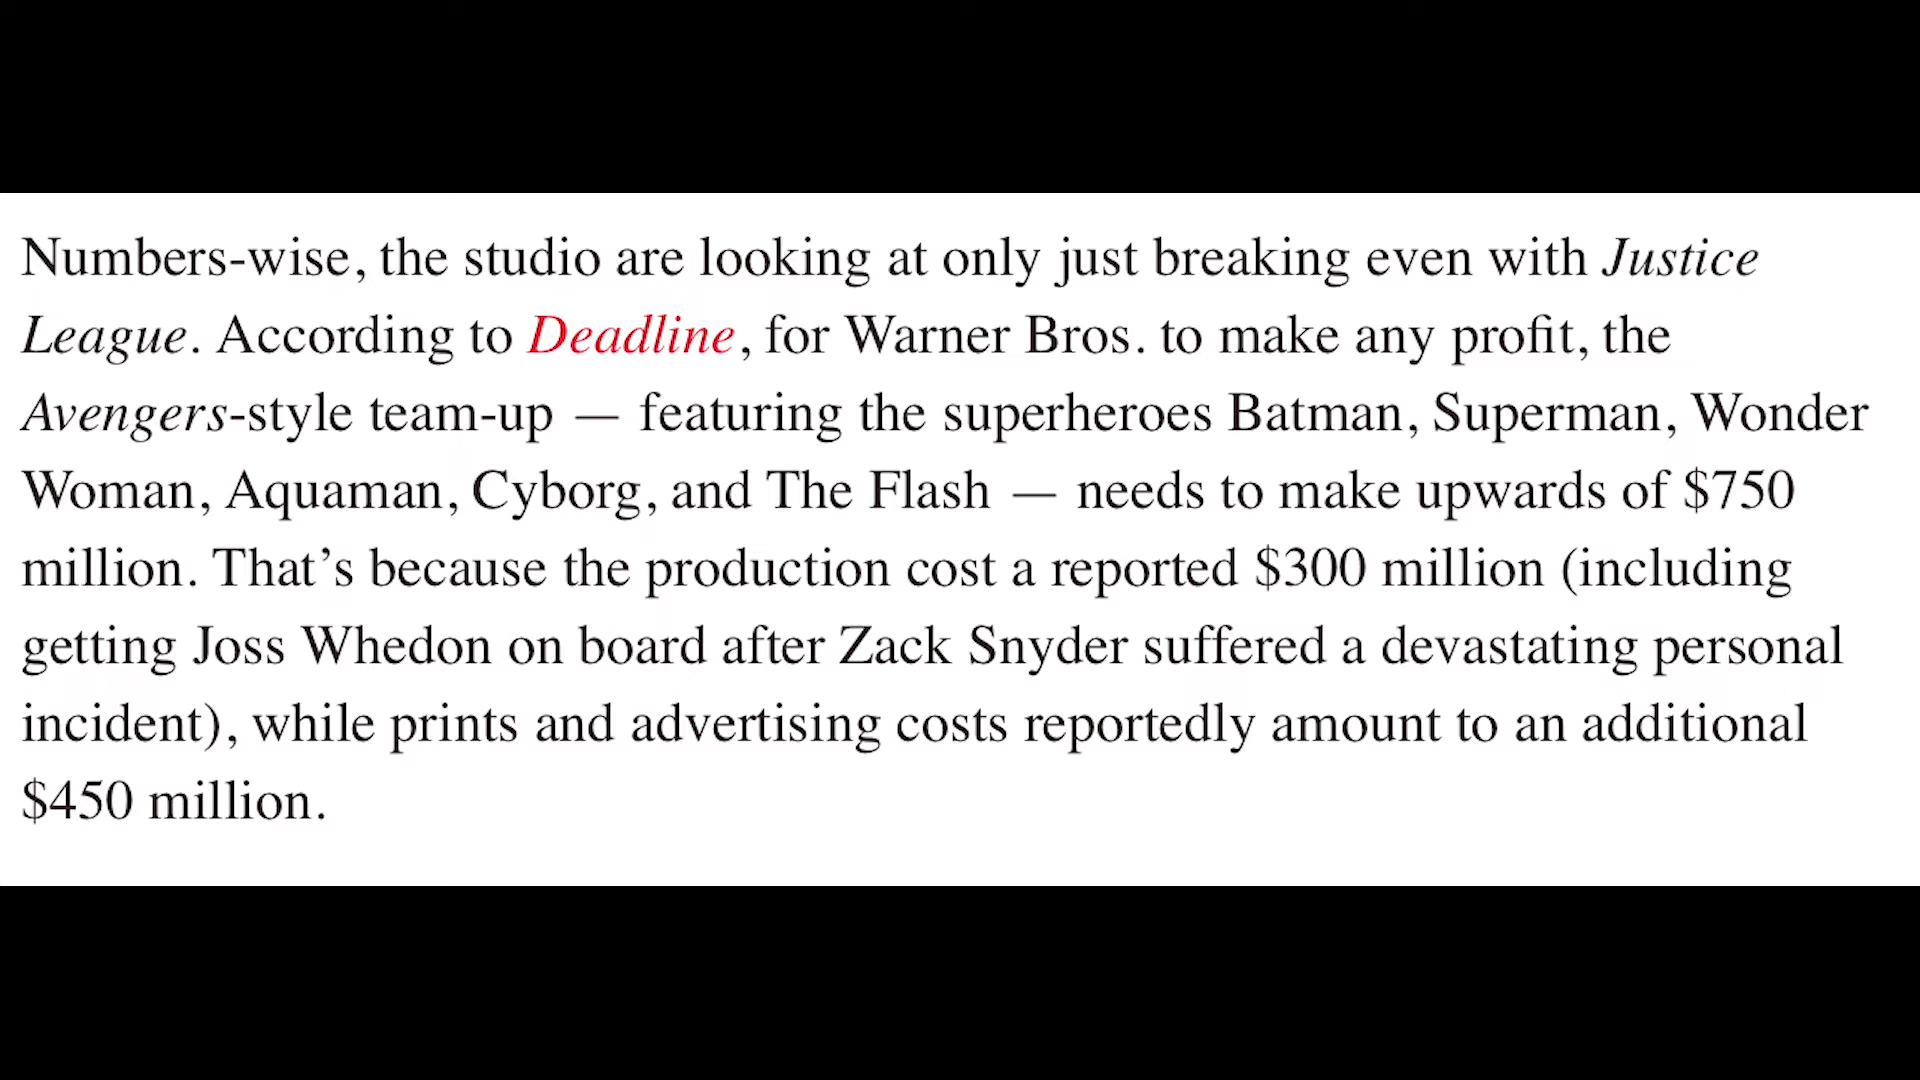 Numbers-wise, the studio are looking at only just breaking even with Justice
League. According to Deadline, for Warner Bros. to make any profit, the
Avengers-style team-up — featuring the superheroes Batman, Superman, Wonder
Woman, Aquaman, Cyborg, and The Flash — needs to make upwards of $750
million. That’s because the production cost a reported $300 million (including
getting Joss Whedon on board after Zack Snyder suffered a devastating personal
incident), while prints and advertising costs reportedly amount to an additional
$450 million.